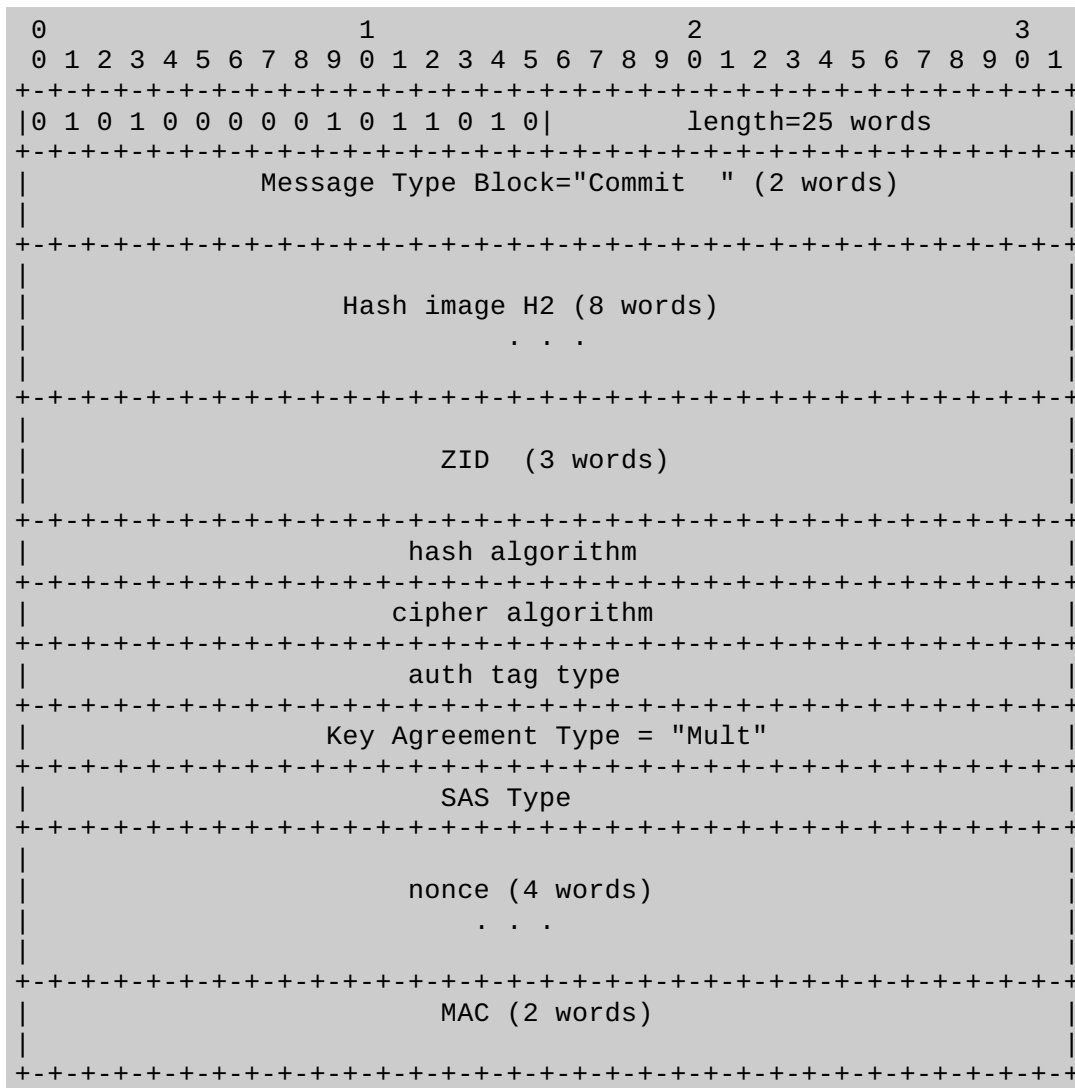 0                   1                   2                   3
 0 1 2 3 4 5 6 7 8 9 0 1 2 3 4 5 6 7 8 9 0 1 2 3 4 5 6 7 8 9 0 1
+-+-+-+-+-+-+-+-+-+-+-+-+-+-+-+-+-+-+-+-+-+-+-+-+-+-+-+-+-+-+-+-+
|0 1 0 1 0 0 0 0 0 1 0 1 1 0 1 0|        length=25 words        |
+-+-+-+-+-+-+-+-+-+-+-+-+-+-+-+-+-+-+-+-+-+-+-+-+-+-+-+-+-+-+-+-+
|              Message Type Block="Commit  " (2 words)          |
|                                                               |
+-+-+-+-+-+-+-+-+-+-+-+-+-+-+-+-+-+-+-+-+-+-+-+-+-+-+-+-+-+-+-+-+
|                                                               |
|                   Hash image H2 (8 words)                     |
|                             . . .                             |
|                                                               |
+-+-+-+-+-+-+-+-+-+-+-+-+-+-+-+-+-+-+-+-+-+-+-+-+-+-+-+-+-+-+-+-+
|                                                               |
|                         ZID  (3 words)                        |
|                                                               |
+-+-+-+-+-+-+-+-+-+-+-+-+-+-+-+-+-+-+-+-+-+-+-+-+-+-+-+-+-+-+-+-+
|                       hash algorithm                          |
+-+-+-+-+-+-+-+-+-+-+-+-+-+-+-+-+-+-+-+-+-+-+-+-+-+-+-+-+-+-+-+-+
|                      cipher algorithm                         |
+-+-+-+-+-+-+-+-+-+-+-+-+-+-+-+-+-+-+-+-+-+-+-+-+-+-+-+-+-+-+-+-+
|                       auth tag type                           |
+-+-+-+-+-+-+-+-+-+-+-+-+-+-+-+-+-+-+-+-+-+-+-+-+-+-+-+-+-+-+-+-+
|                  Key Agreement Type = "Mult"                  |
+-+-+-+-+-+-+-+-+-+-+-+-+-+-+-+-+-+-+-+-+-+-+-+-+-+-+-+-+-+-+-+-+
|                         SAS Type                              |
+-+-+-+-+-+-+-+-+-+-+-+-+-+-+-+-+-+-+-+-+-+-+-+-+-+-+-+-+-+-+-+-+
|                                                               |
|                       nonce (4 words)                         |
|                           . . .                               |
|                                                               |
+-+-+-+-+-+-+-+-+-+-+-+-+-+-+-+-+-+-+-+-+-+-+-+-+-+-+-+-+-+-+-+-+
|                         MAC (2 words)                         |
|                                                               |
+-+-+-+-+-+-+-+-+-+-+-+-+-+-+-+-+-+-+-+-+-+-+-+-+-+-+-+-+-+-+-+-+